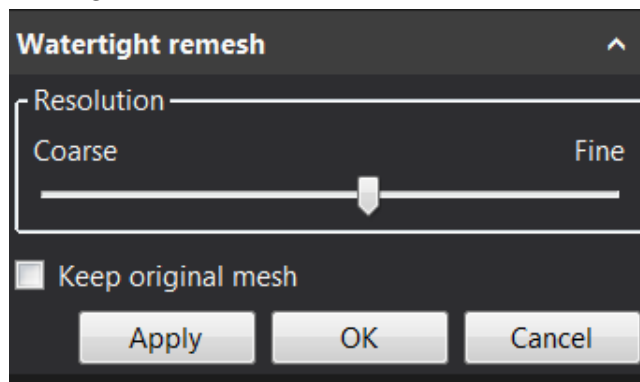 Watertight remesh
Resolution
Coarse Fine
Keep original mesh
Apply OK Cancel